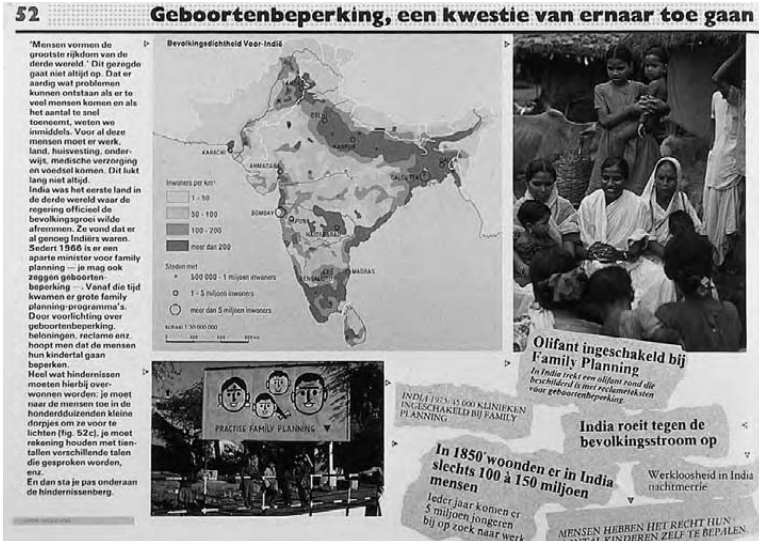 52
Geboortenbeperking, een kwestie van ernaar toe gaan
'Mensen vormen de
grootste rijkdom van de
derde wereld.' Dit gezegde
gaat niet altijd op. Dat er
aardig wat problemen
kunnen ontstaan als er te
veel mensen komen en als
het aantal te snel
toeneemt, weten we
inmiddels. Voor al deze
mensen moet er werk,
land, huisvesting, onder-
wijs, medische verzorging
en voedsel komen. Dit lukt
lang niet altijd.
India was het eerste land in
de derde wereld waar de
regering officieel de
bevolkingsgroei wilde
afremmen. Ze vond dat er
al genoeg Indiërs waren.
Sedert 1966 is er een
aparte minister voor family
planning — je mag ook
zeggen geboorten-
beperking —. Vanaf die tijd
kwamen er grote family
planning-programma's.
Door voorlichting over
geboortenbeperking,
beloningen, reklame enz.
hoopt men dat de mensen
hun kindertal gaan
beperken.
Heel wat hindernissen
moeten hierbij over-
wonnen worden: je moet
naar de mensen toe in de
honderdduizenden kleine
dorpjes om ze voor te
lichten (fig. 52c), je moet
rekening houden met tien-
tallen verschillende talen
die gesproken worden,
enz.
En dan sta je pas onderaan
de hindernissenberg.
Bevolkingsdichtheid Voor-Indië
DELHI
KANPUR
KARACHI
AHMADABAD
CALCUTTA
BOMBAY
PUNA
HAIDERABAD
BENGALORE
MADRAS
Inwoners per km²
1 - 50
50 - 100
100 - 200
meer dan 200
Steden met
500 000 - 1 miljoen inwoners
1 - 5 miljoen inwoners
meer dan 5 miljoen inwoners
schaal 1:30 000 000
PRACTISE FAMILY PLANNING
Olifant ingeschakeld bij
Family Planning
In India trekt een olifant rond die
beschilderd is met reclameteksten
voor geboortenbeperking.
INDIA 1975: 45 000 KLINIEKEN
INGESCHAKELD BIJ FAMILY
PLANNING
India roeit tegen de
bevolkingsstroom op
In 1850 woonden er in India
slechts 100 à 150 miljoen
mensen
Ieder jaar komen er
5 miljoen jongeren
bij op zoek naar werk
Werkloosheid in India
nachtmerrie
MENSEN HEBBEN HET RECHT HUN
AANTAL KINDEREN ZELF TE BEPALEN.